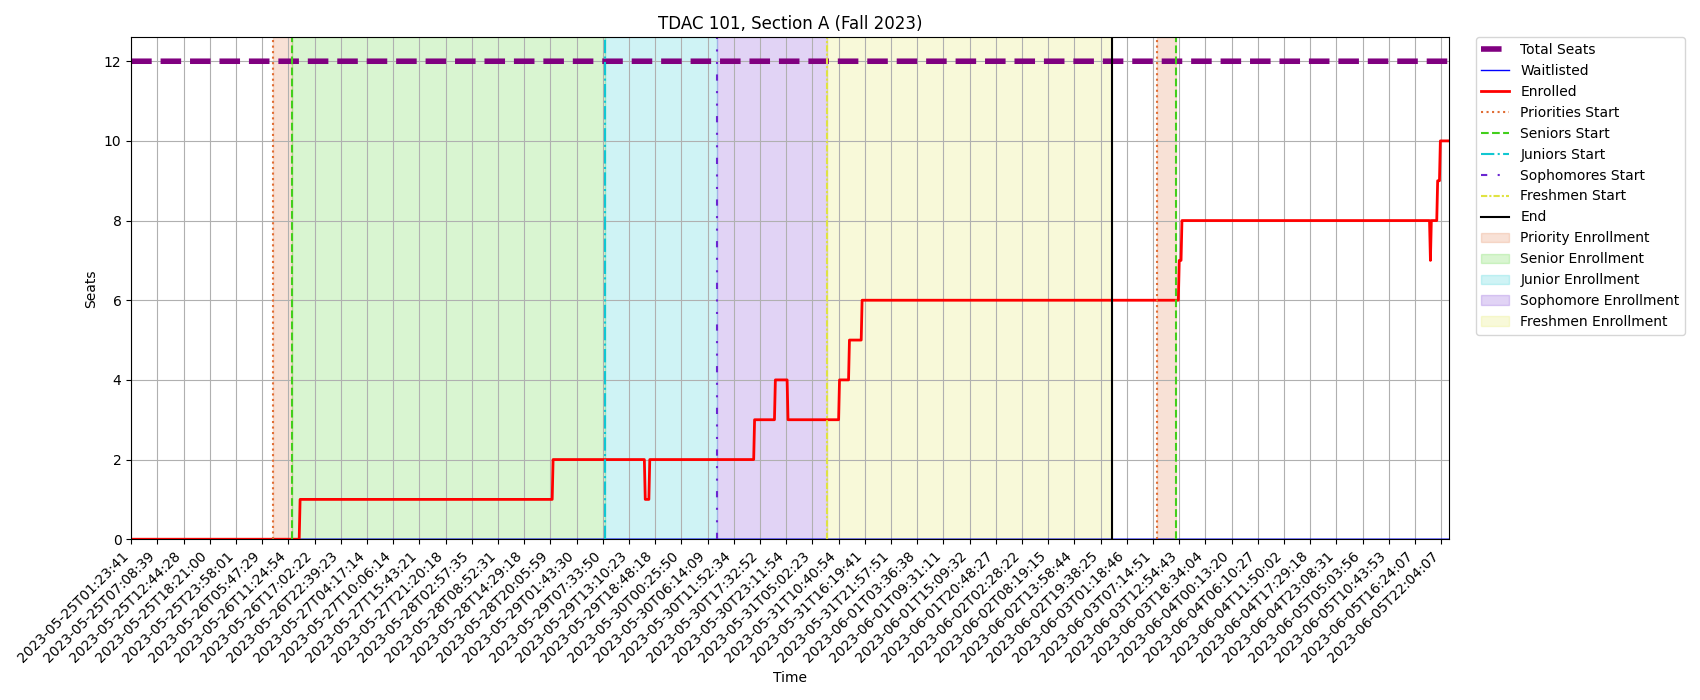 TDAC 101, Section A (Fall 2023)
Seats
12
10
8
6
4
2
0
2023-05-25T01:23:41
2023-05-25T07:08:39
2023-05-25T12:44:28
2023-05-25T18:21:00
2023-05-25T23:58:01
2023-05-26T05:47:29
2023-05-26T11:24:54
2023-05-26T17:02:22
2023-05-26T22:39:23
2023-05-27T04:17:14
2023-05-27T10:06:14
2023-05-27T15:43:21
2023-05-27T21:20:18
2023-05-28T02:57:35
2023-05-28T08:52:31
2023-05-28T14:29:18
2023-05-28T20:05:59
2023-05-29T01:43:30
2023-05-29T07:33:50
2023-05-29T13:10:23
2023-05-29T18:48:18
2023-05-30T00:25:50
2023-05-30T06:14:09
2023-05-30T11:52:34
2023-05-30T17:32:52
2023-05-30T23:11:54
2023-05-31T05:02:23
2023-05-31T10:40:54
2023-05-31T16:19:41
2023-05-31T21:57:51
2023-06-01T03:36:38
2023-06-01T09:31:11
2023-06-01T15:09:32
2023-06-01T20:48:27
2023-06-02T02:28:22
2023-06-02T08:19:15
2023-06-02T13:58:44
2023-06-02T19:38:25
2023-06-03T01:18:46
2023-06-03T07:14:51
2023-06-03T12:54:43
2023-06-03T18:34:04
2023-06-04T00:13:20
2023-06-04T06:10:27
2023-06-04T11:50:02
2023-06-04T17:29:18
2023-06-04T23:08:31
2023-06-05T05:03:56
2023-06-05T10:43:53
2023-06-05T16:24:07
2023-06-05T22:04:07
Time
Total Seats
Waitlisted
Enrolled
Priorities Start
Seniors Start
Juniors Start
Sophomores Start
Freshmen Start
End
Priority Enrollment
Senior Enrollment
Junior Enrollment
Sophomore Enrollment
Freshmen Enrollment